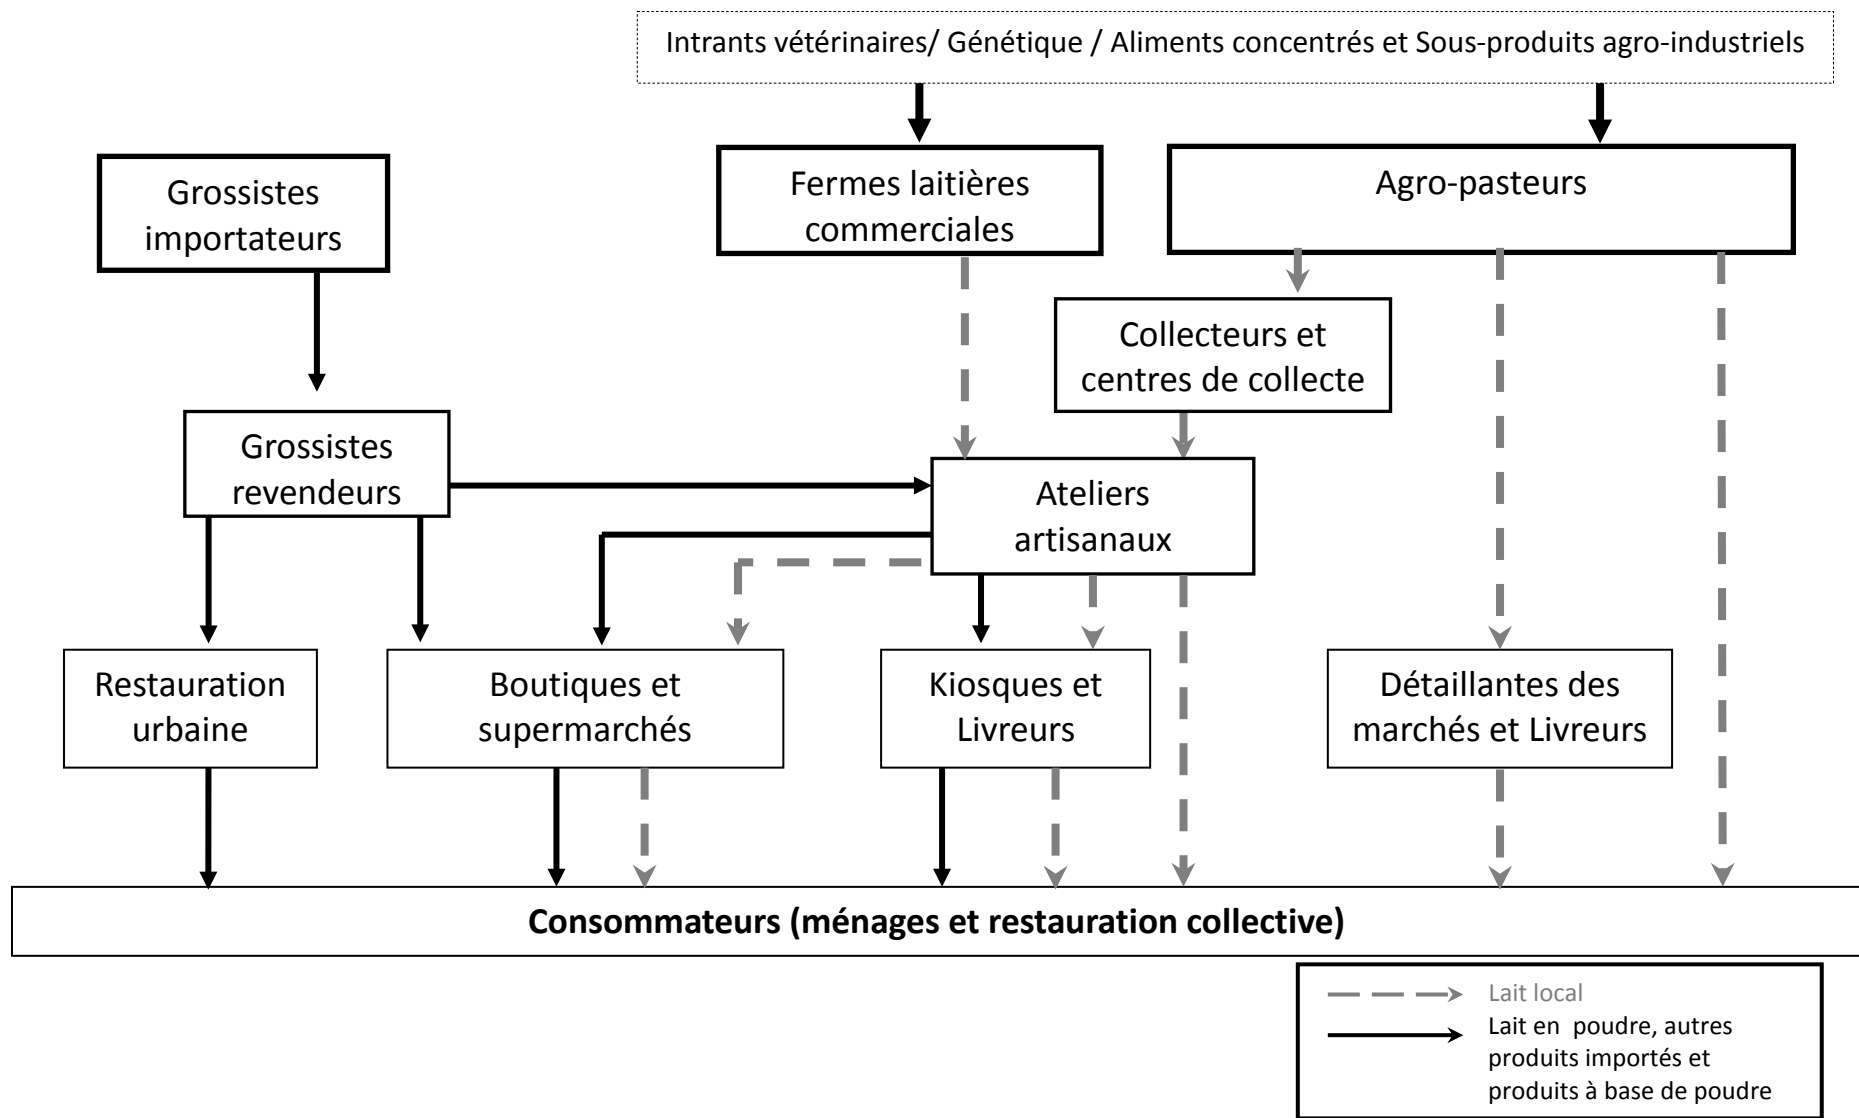 Intrants vétérinaires/ Génétique / Aliments concentrés et Sous-produits agro-industriels
Grossistes
importateurs
Fermes laitières
commerciales
Agro-pasteurs
Collecteurs et
centres de collecte
Grossistes
revendeurs
Ateliers
artisanaux
Restauration
urbaine
Boutiques et
supermarchés
Kiosques et
Livreurs
Détaillantes des
marchés et Livreurs
Consommateurs (ménages et restauration collective)
Lait local
Lait en poudre, autres
produits importés et
produits à base de poudre